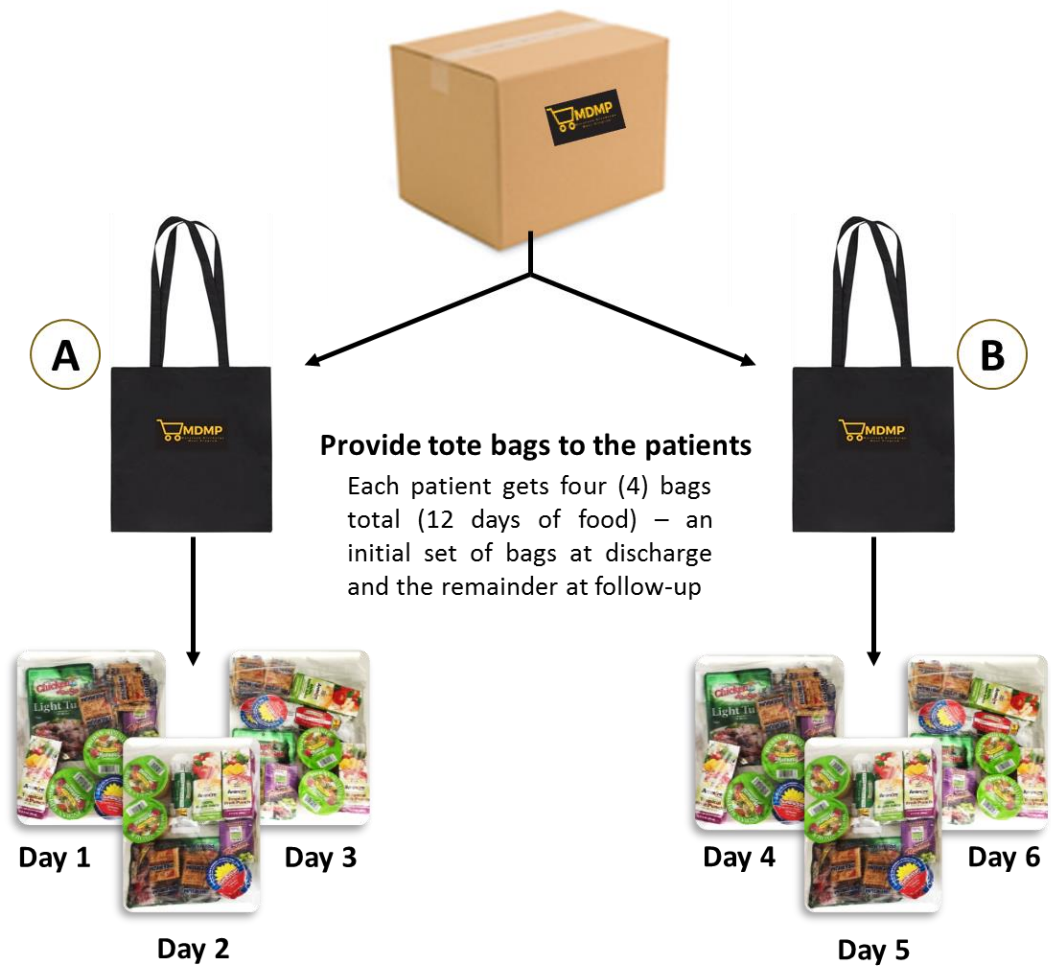 MDMP
A
MDMP
B
MDMP
Provide tote bags to the patients
Each patient gets four (4) bags
total (12 days of food) – an
initial set of bags at discharge
and the remainder at follow-up
Chicken
Light Tu
Light Tu
Day 1
Day 3
Day 4
Day 6
Day 2
Day 5